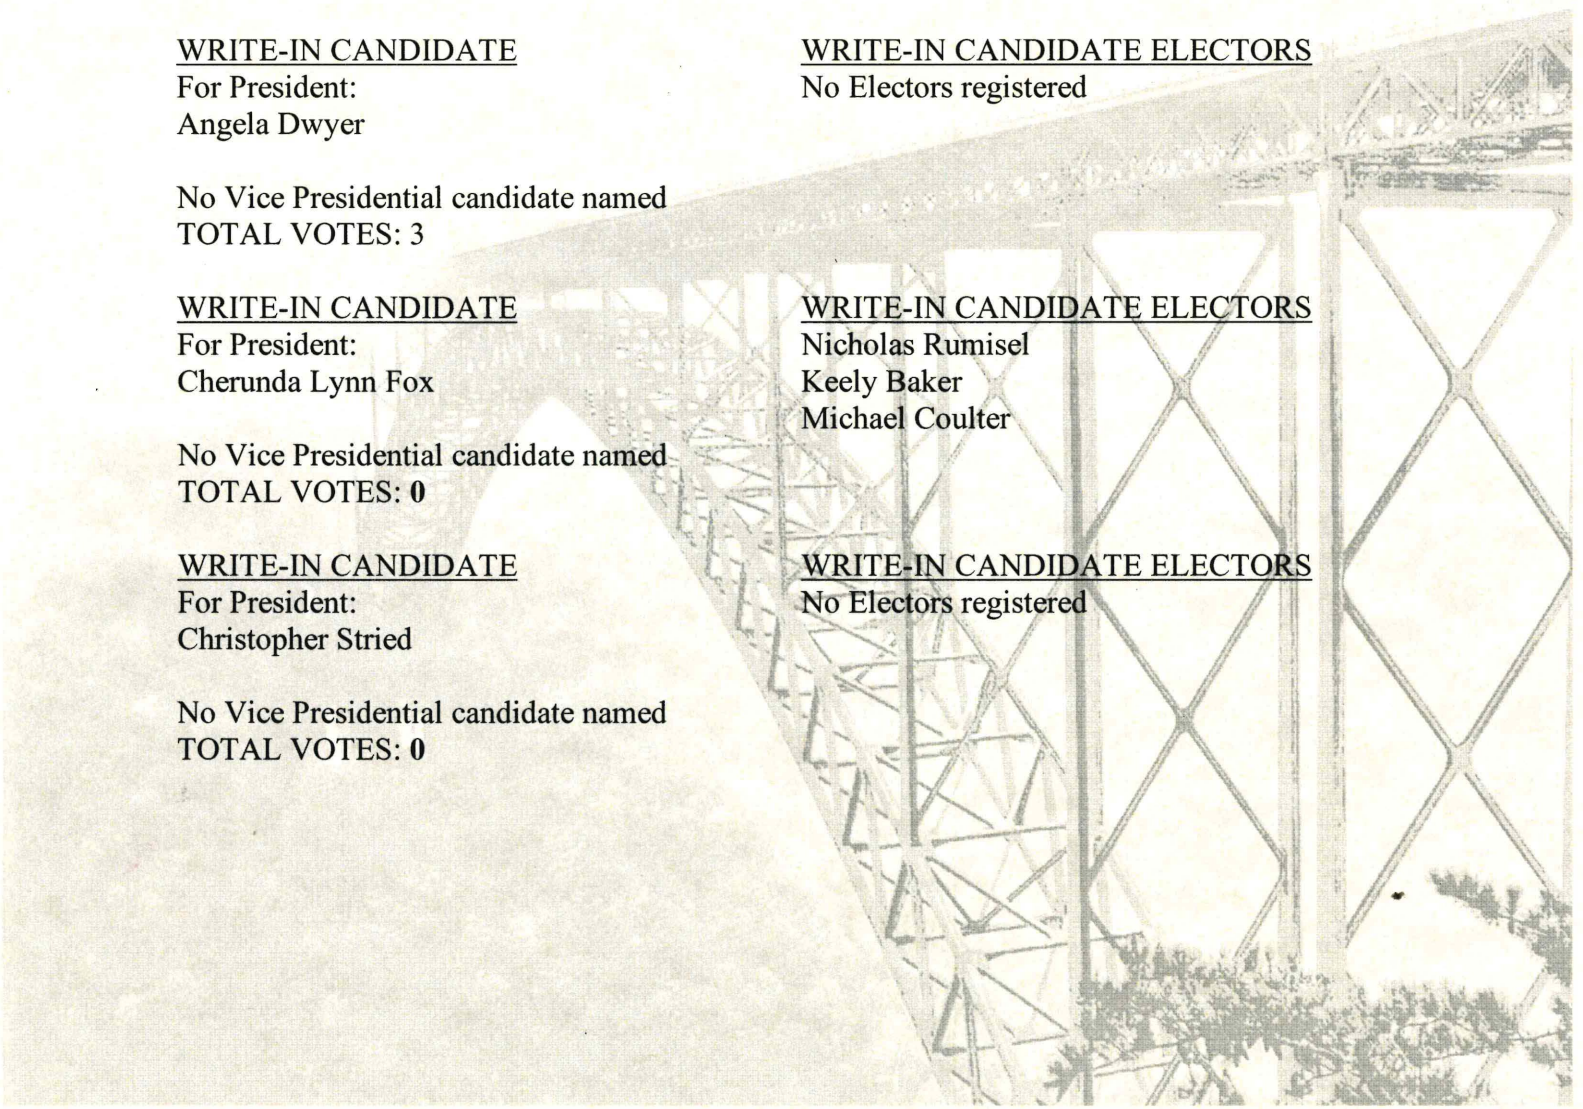 WRITE-IN CANDIDATE
For President:
Angela Dwyer
No Vice Presidential candidate named
TOTAL VOTES: 3
WRITE-IN CANDIDATE ELECTORS
No Electors registered
WRITE-IN CANDIDATE
For President:
Cherunda Lynn Fox
No Vice Presidential candidate named
TOTAL VOTES: 0
WRITE-IN CANDIDATE ELECTORS
Nicholas Rumisel
Keely Baker
Michael Coulter
WRITE-IN CANDIDATE
For President:
Christopher Stried
No Vice Presidential candidate named
TOTAL VOTES: 0
WRITE-IN CANDIDATE ELECTORS
No Electors registered